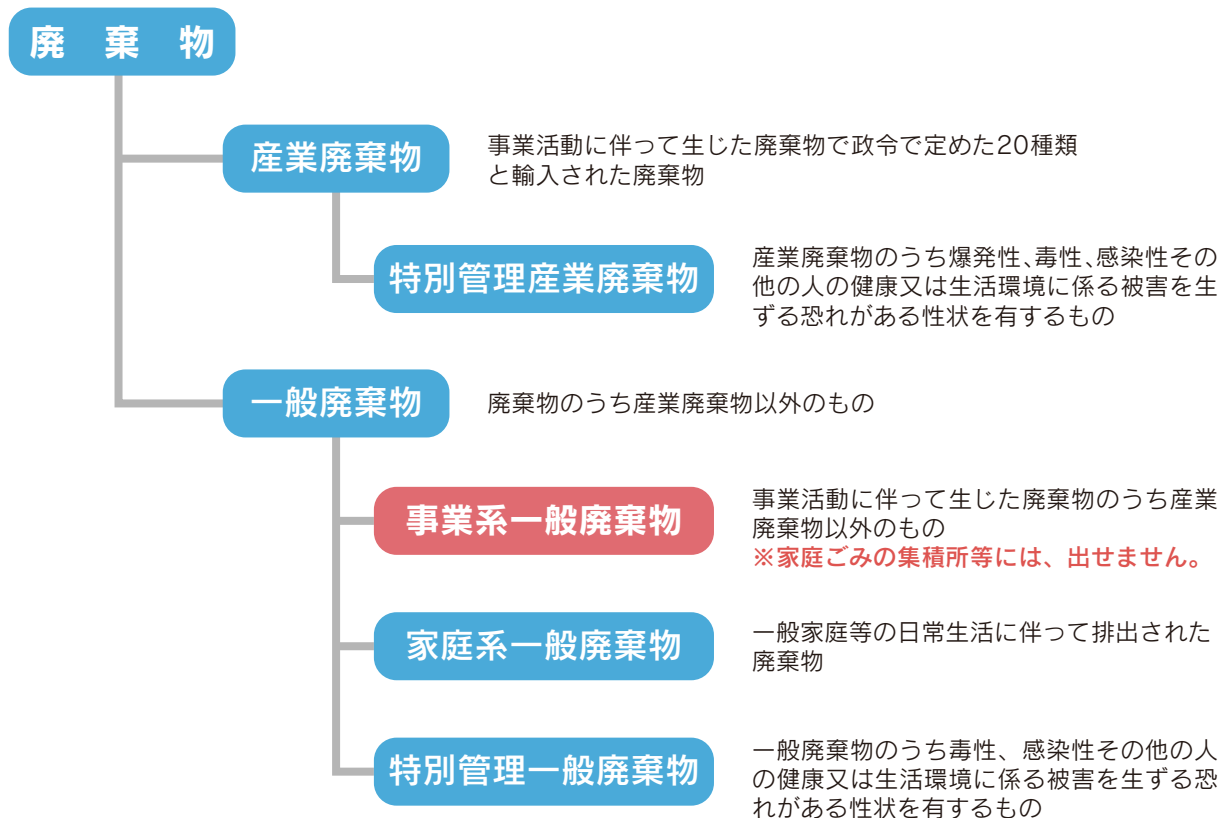 廃棄物
産業廃棄物
事業活動に伴って生じた廃棄物で政令で定めた20種類
と輸入された廃棄物
特別管理産業廃棄物
産業廃棄物のうち爆発性、毒性、感染性その
他の人の健康又は生活環境に係る被害を生
ずる恐れがある性状を有するもの
一般廃棄物
廃棄物のうち産業廃棄物以外のもの
事業系一般廃棄物
事業活動に伴って生じた廃棄物のうち産業
廃棄物以外のもの
※家庭ごみの集積所等には、出せません。
家庭系一般廃棄物
一般家庭等の日常生活に伴って排出された
廃棄物
特別管理一般廃棄物
一般廃棄物のうち毒性、感染性その他の人
の健康又は生活環境に係る被害を生ずる恐
れがある性状を有するもの